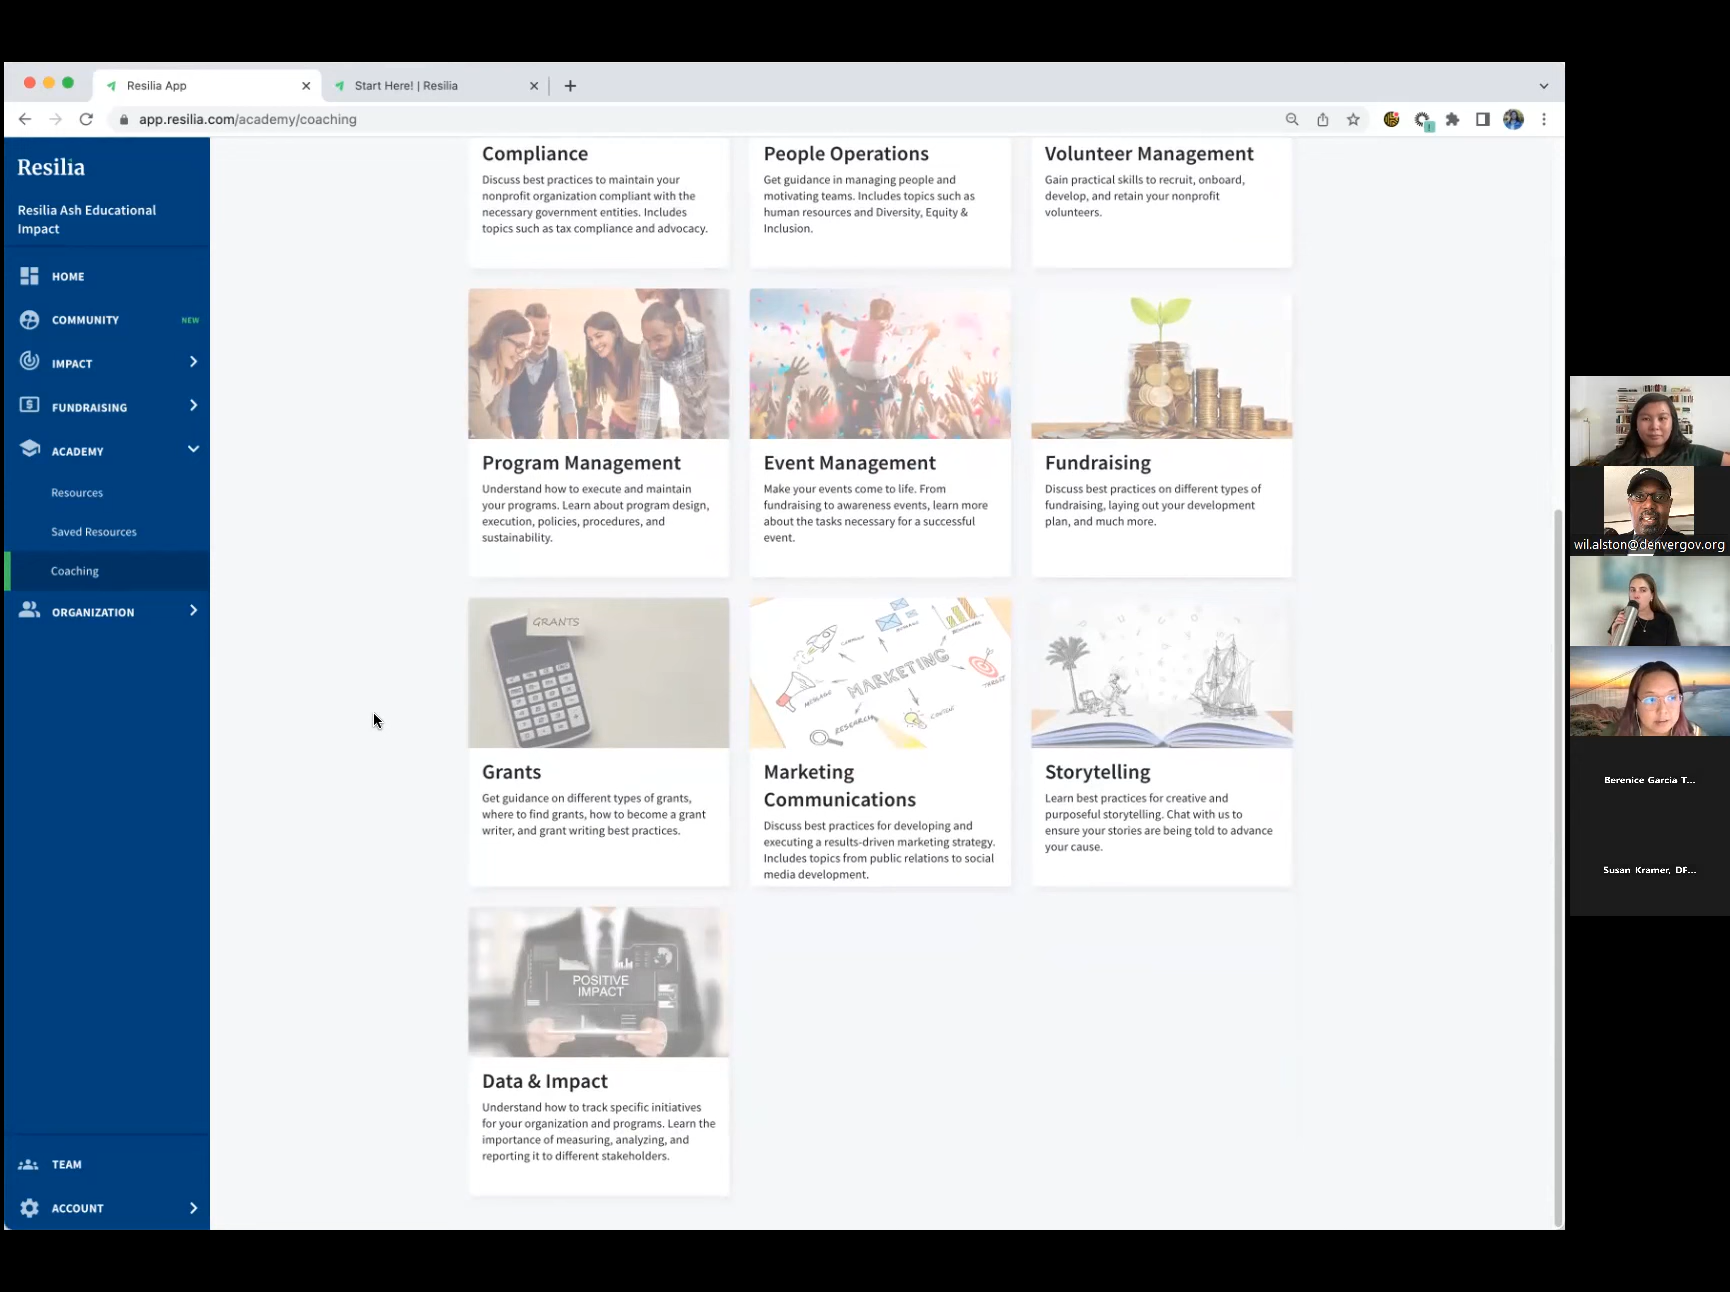 Resilia App
Start Here! | Resilia
app.resilia.com/academy/coaching
Resilia
Resilia Ash Educational
Impact
HOME
COMMUNITY
NEW
IMPACT
FUNDRAISING
ACADEMY
Resources
Saved Resources
Coaching
ORGANIZATION
TEAM
ACCOUNT
Compliance
Discuss best practices to maintain your
nonprofit organization compliant with the
necessary government entities. Includes
topics such as tax compliance and advocacy.
People Operations
Get guidance in managing people and
motivating teams. Includes topics such as
human resources and Diversity, Equity &
Inclusion.
Volunteer Management
Gain practical skills to recruit, onboard,
develop, and retain your nonprofit
volunteers.
Program Management
Understand how to execute and maintain
your programs. Learn about program design,
execution, policies, procedures, and
sustainability.
Event Management
Make your events come to life. From
fundraising to awareness events, learn more
about the tasks necessary for a successful
event.
Fundraising
Discuss best practices on different types of
fundraising, laying out your development
plan, and much more.
GRANTS
Grants
Get guidance on different types of grants,
where to find grants, how to become a grant
writer, and grant writing best practices.
MARKETING
MESSAGE
RESEARCH
CONTENT
TARGET
Marketing
Communications
Discuss best practices for developing and
executing a results-driven marketing strategy.
Includes topics from public relations to social
media development.
Storytelling
Learn best practices for creative and
purposeful storytelling. Chat with us to
ensure your stories are being told to advance
your cause.
POSITIVE
IMPACT
Data & Impact
Understand how to track specific initiatives
for your organization and programs. Learn the
importance of measuring, analyzing, and
reporting it to different stakeholders.
wil.alston@denvergov.org
Berenice Garcia T...
Susan Kramer, DF...